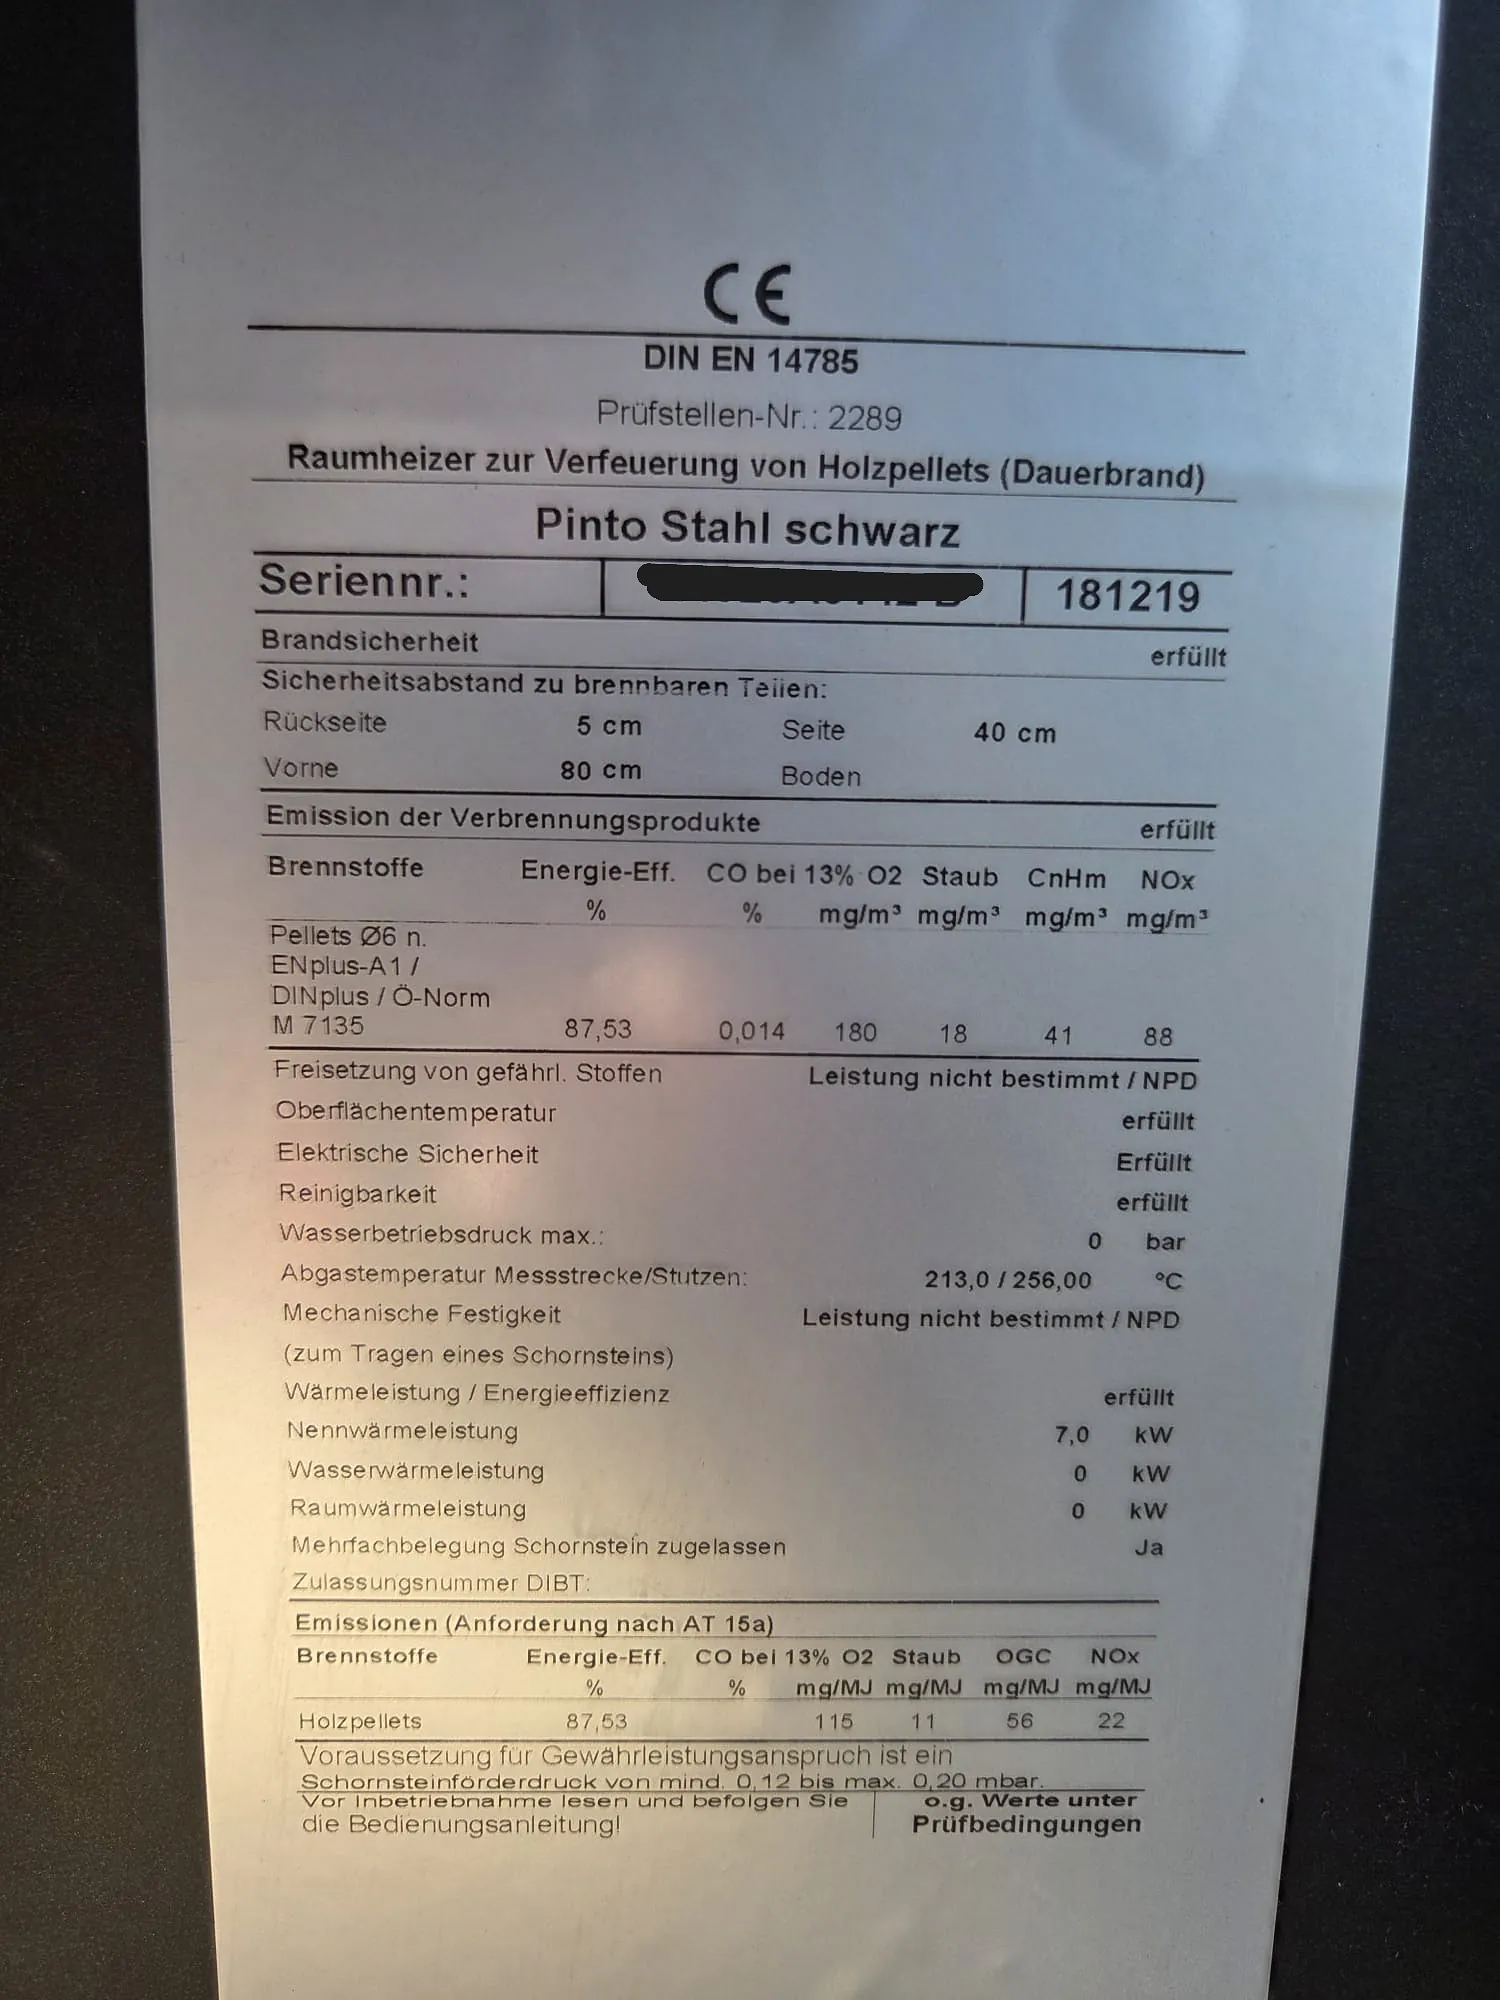 CE
DIN EN 14785
Prüfstellen-Nr.: 2289
Raumheizer zur Verfeuerung von Holzpellets (Dauerbrand)
Pinto Stahl schwarz
Seriennr.: 181219
Brandsicherheit erfüllt
Sicherheitsabstand zu brennbaren Teilen:
Rückseite 5 cm Seite 40 cm
Vorne 80 cm Boden
Emission der Verbrennungsprodukte erfüllt
Brennstoffe Energie-Eff. CO bei 13% O2 Staub CnHm NOx
% % mg/m³ mg/m³ mg/m³ mg/m³
Pellets Ø6 n.
ENplus-A1 /
DINplus / Ö-Norm
M 7135 87,53 0,014 180 18 41 88
Freisetzung von gefährl. Stoffen Leistung nicht bestimmt / NPD
Oberflächentemperatur erfüllt
Elektrische Sicherheit Erfüllt
Reinigbarkeit erfüllt
Wasserbetriebsdruck max.: 0 bar
Abgastemperatur Messstrecke/Stutzen: 213,0 / 256,00 °C
Mechanische Festigkeit Leistung nicht bestimmt / NPD
(zum Tragen eines Schornsteins)
Wärmeleistung / Energieeffizienz erfüllt
Nennwärmeleistung 7,0 kW
Wasserwärmeleistung 0 kW
Raumwärmeleistung 0 kW
Mehrfachbelegung Schornstein zugelassen Ja
Zulassungsnummer DIBT:
Emissionen (Anforderung nach AT 15a)
Brennstoffe Energie-Eff. CO bei 13% O2 Staub OGC NOx
% % mg/MJ mg/MJ mg/MJ mg/MJ
Holzpellets 87,53 115 11 56 22
Voraussetzung für Gewährleistungsanspruch ist ein
Schornsteinförderdruck von mind. 0,12 bis max. 0,20 mbar.
Vor Inbetriebnahme lesen und befolgen Sie
die Bedienungsanleitung!
o.g. Werte unter
Prüfbedingungen